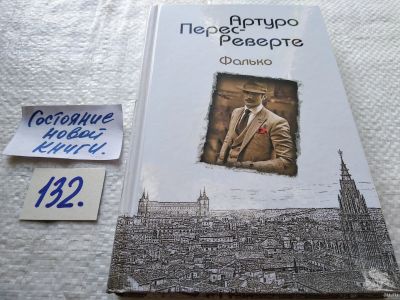 Артуро
Перес-
Реверте
Фалько
Состояние
новой
книги.
132.